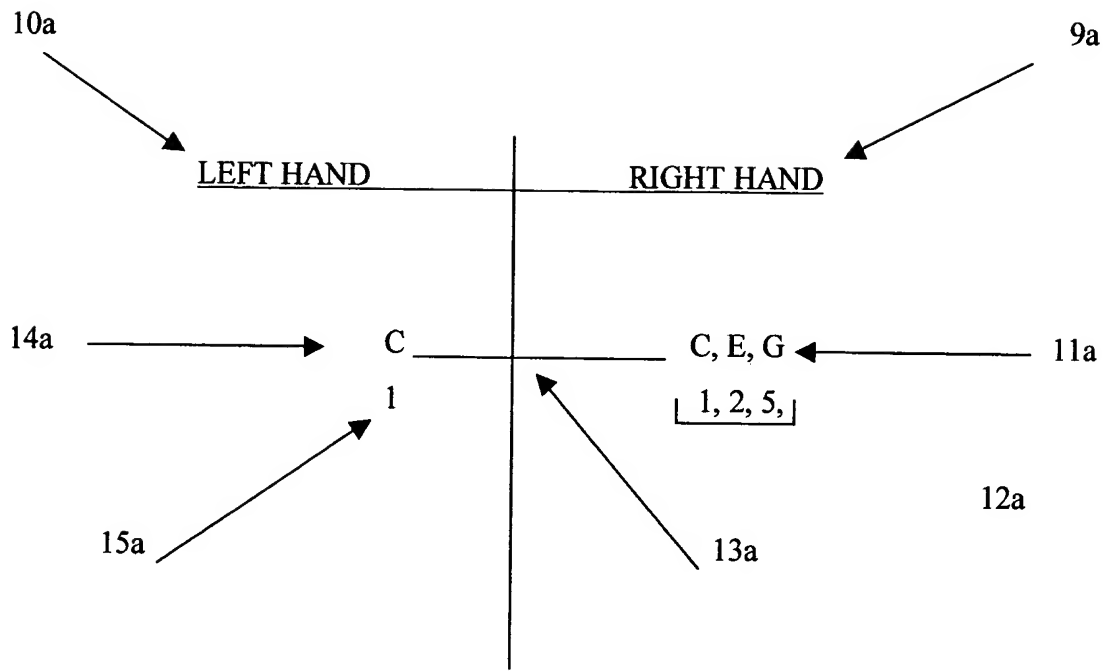 10a
9a
LEFT HAND RIGHT HAND
14a C C, E, G 11a
1 1, 2, 5,
12a
15a 13a